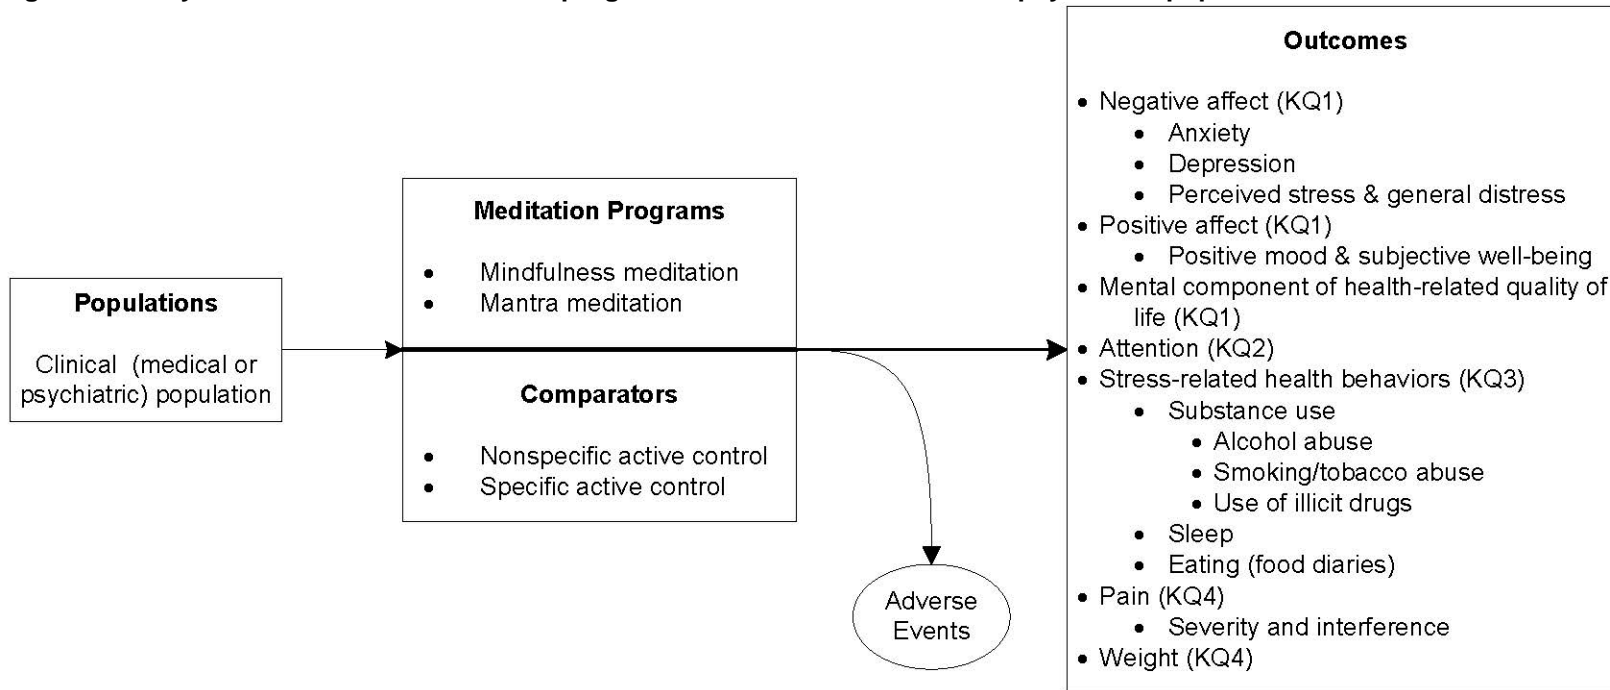 Populations
Clinical (medical or
psychiatric) population
Meditation Programs
• Mindfulness meditation
• Mantra meditation
Comparators
• Nonspecific active control
• Specific active control
Adverse
Events
Outcomes
• Negative affect (KQ1)
• Anxiety
• Depression
• Perceived stress & general distress
• Positive affect (KQ1)
• Positive mood & subjective well-being
• Mental component of health-related quality of
life (KQ1)
• Attention (KQ2)
• Stress-related health behaviors (KQ3)
• Substance use
• Alcohol abuse
• Smoking/tobacco abuse
• Use of illicit drugs
• Sleep
• Eating (food diaries)
• Pain (KQ4)
• Severity and interference
• Weight (KQ4)